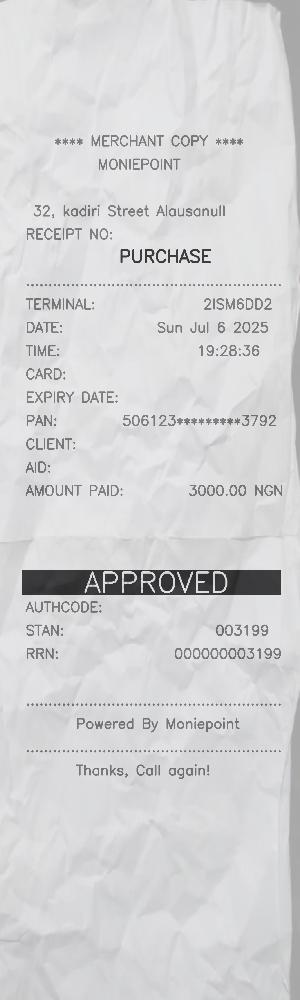 **** MERCHANT COPY ****
MONIEPOINT
32, kadiri Street Alausanull
RECEIPT NO:
PURCHASE
TERMINAL: 2ISM6DD2
DATE: Sun Jul 6 2025
TIME: 19:28:36
CARD:
EXPIRY DATE:
PAN: 506123*********3792
CLIENT:
AID:
AMOUNT PAID: 3000.00 NGN
APPROVED
AUTHCODE:
STAN: 003199
RRN: 000000003199
Powered By Moniepoint
Thanks, Call again!